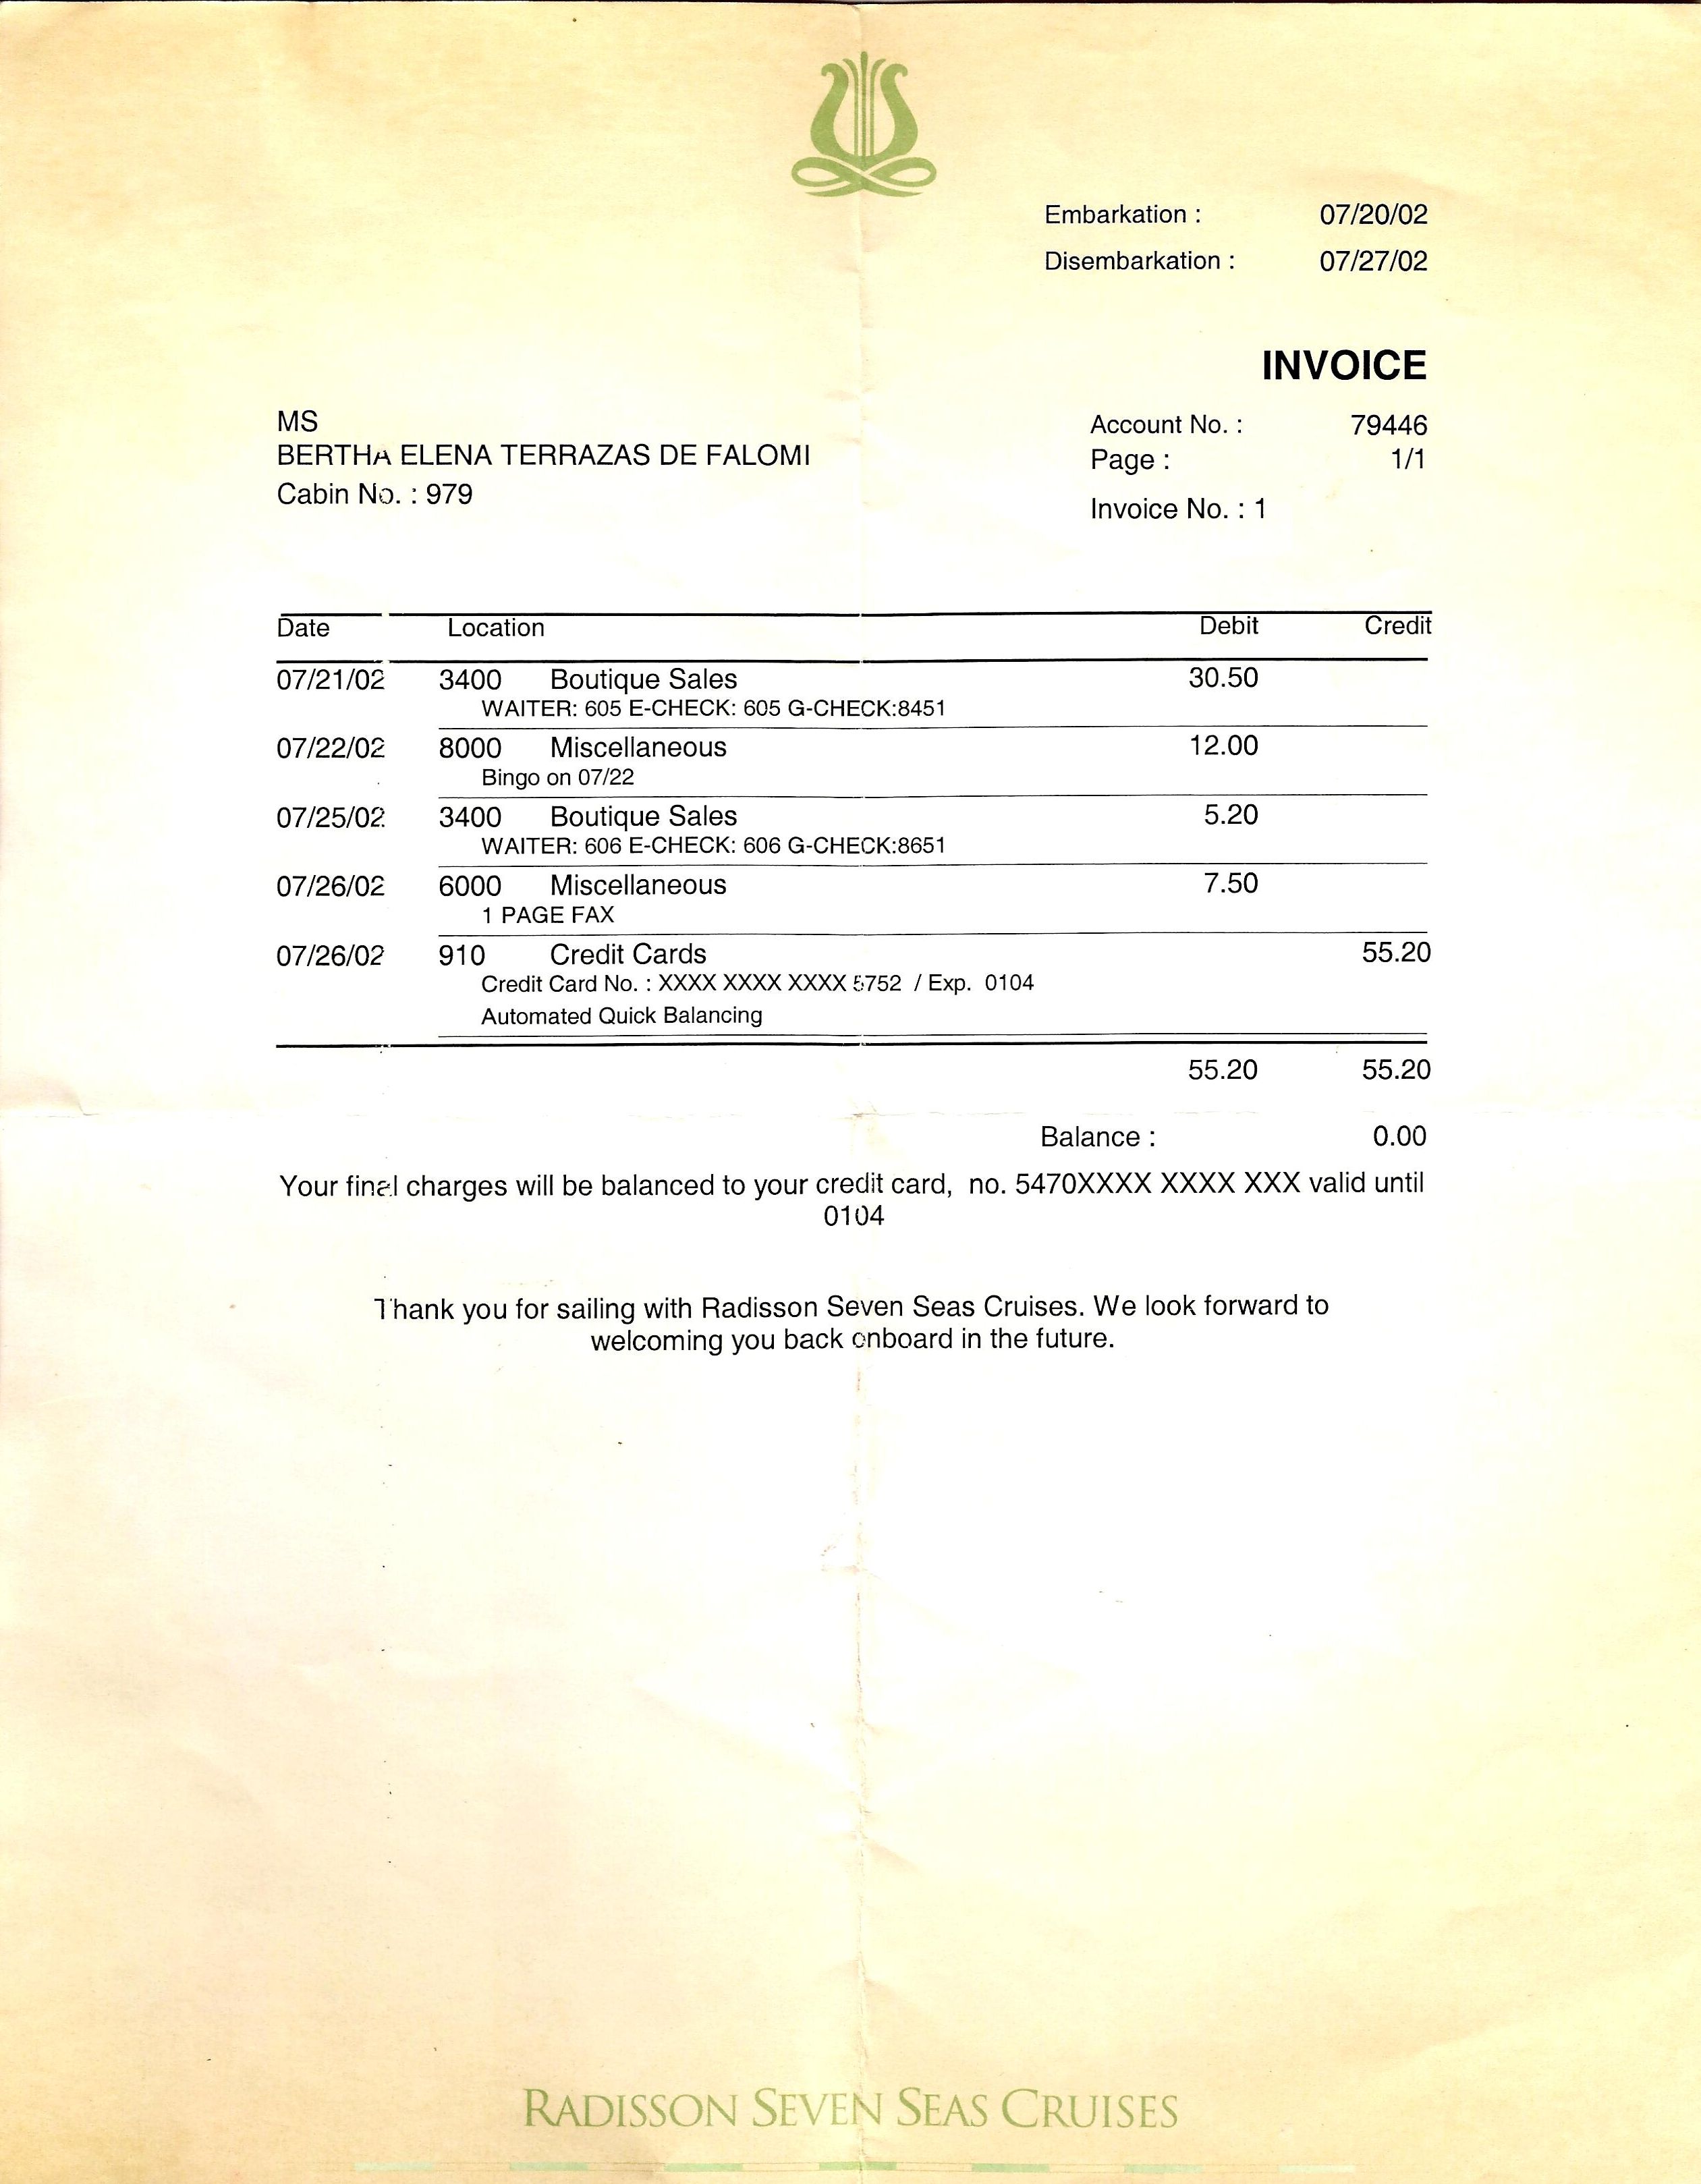 Embarkation : 07/20/02
Disembarkation : 07/27/02
INVOICE
MS
BERTHA ELENA TERRAZAS DE FALOMI
Cabin No. : 979
Account No. : 79446
Page : 1/1
Invoice No. : 1
Date Location Debit Credit
07/21/02 3400 Boutique Sales 30.50
WAITER: 605 E-CHECK: 605 G-CHECK:8451
07/22/02 8000 Miscellaneous 12.00
Bingo on 07/22
07/25/02 3400 Boutique Sales 5.20
WAITER: 606 E-CHECK: 606 G-CHECK:8651
07/26/02 6000 Miscellaneous 7.50
1 PAGE FAX
07/26/02 910 Credit Cards 55.20
Credit Card No. : XXXX XXXX XXXX 5752 / Exp. 0104
Automated Quick Balancing
55.20 55.20
Balance : 0.00
Your final charges will be balanced to your credit card, no. 5470XXXX XXXX XXX valid until
0104
Thank you for sailing with Radisson Seven Seas Cruises. We look forward to
welcoming you back onboard in the future.
RADISSON SEVEN SEAS CRUISES